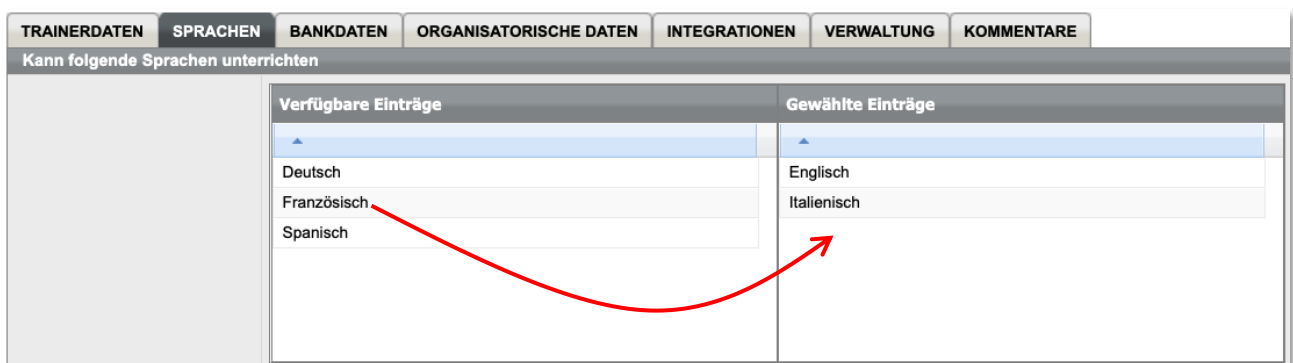 TRAINERDATEN SPRACHEN BANKDATEN ORGANISATORISCHE DATEN INTEGRATIONEN VERWALTUNG KOMMENTARE
Kann folgende Sprachen unterrichten
Verfügbare Einträge Gewählte Einträge
Deutsch Englisch
Französisch Italienisch
Spanisch